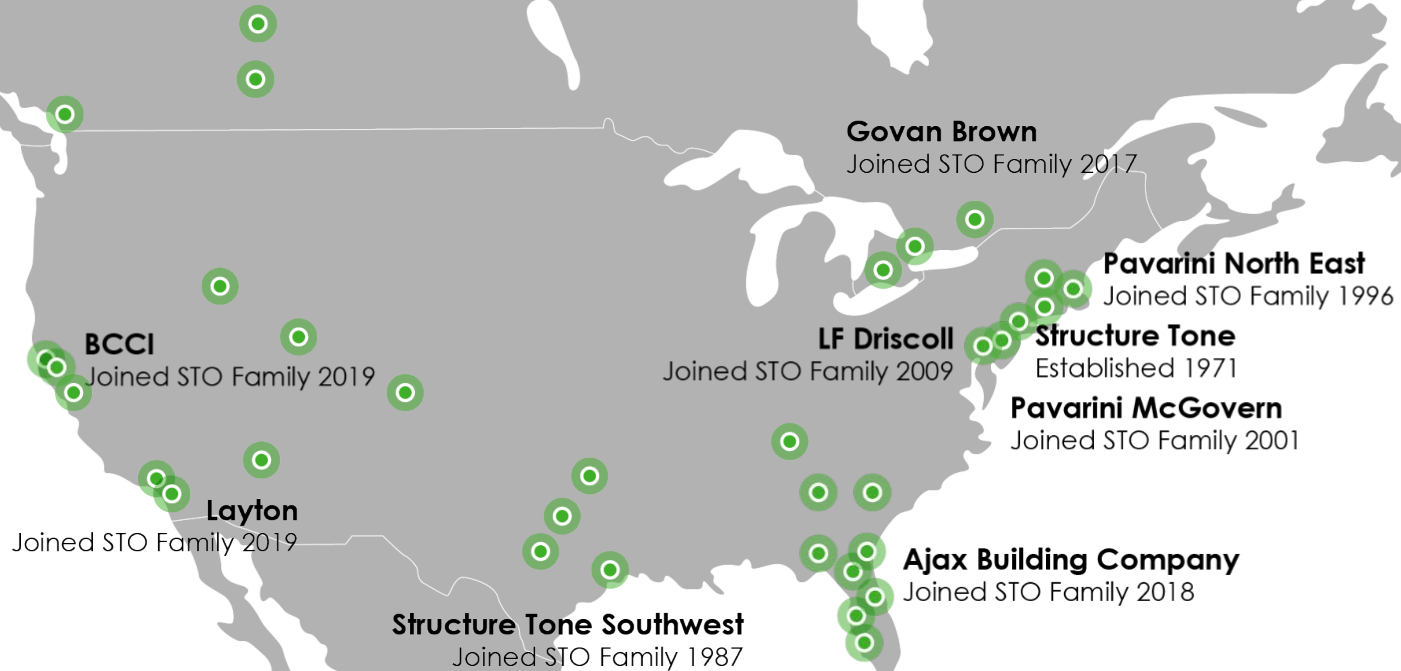 Govan Brown
Joined STO Family 2017
Pavarini North East
Joined STO Family 1996
BCCI
Joined STO Family 2019
LF Driscoll
Joined STO Family 2009
Structure Tone
Established 1971
Pavarini McGovern
Joined STO Family 2001
Layton
Joined STO Family 2019
Ajax Building Company
Joined STO Family 2018
Structure Tone Southwest
Joined STO Family 1987